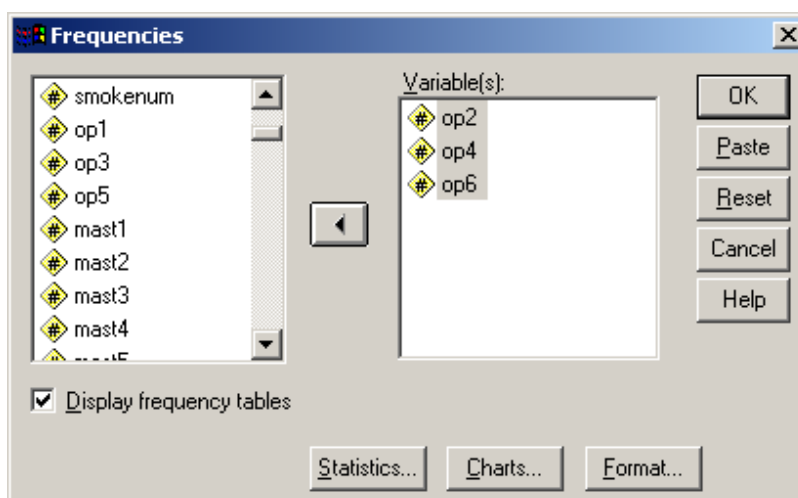 Frequencies
smokenum
op1
op3
op5
mast1
mast2
mast3
mast4
Variable(s):
op2
op4
op6
OK
Paste
Reset
Cancel
Help
Display frequency tables
Statistics...
Charts...
Format...